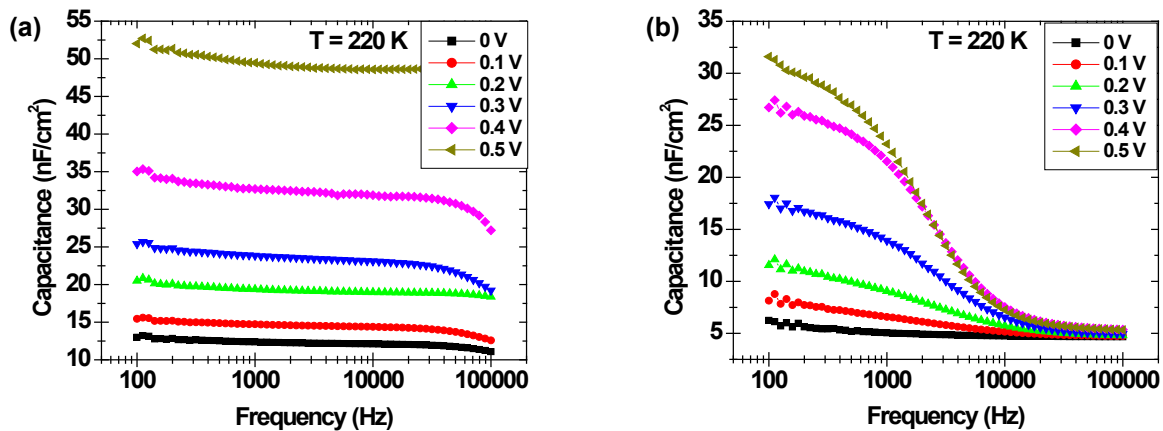 (a)
T = 220 K
0 V
0.1 V
0.2 V
0.3 V
0.4 V
0.5 V
Capacitance (nF/cm²)
55
50
45
40
35
30
25
20
15
10
100 1000 10000 100000
Frequency (Hz)
(b)
T = 220 K
0 V
0.1 V
0.2 V
0.3 V
0.4 V
0.5 V
Capacitance (nF/cm²)
35
30
25
20
15
10
5
100 1000 10000 100000
Frequency (Hz)